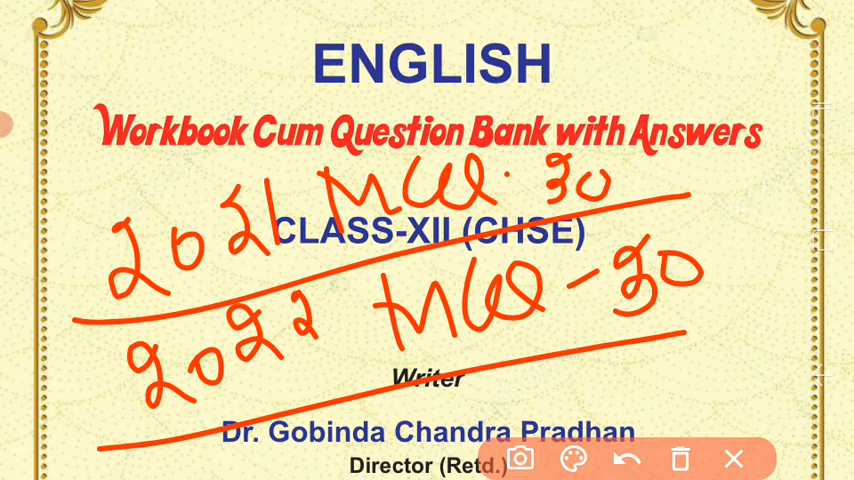 ENGLISH
Workbook Cum Question Bank with Answers
2021 MCQ. 30
CLASS-XII (CHSE)
2022 MCQ - 30
Writer
Dr. Gobinda Chandra Pradhan
Director (Retd.)